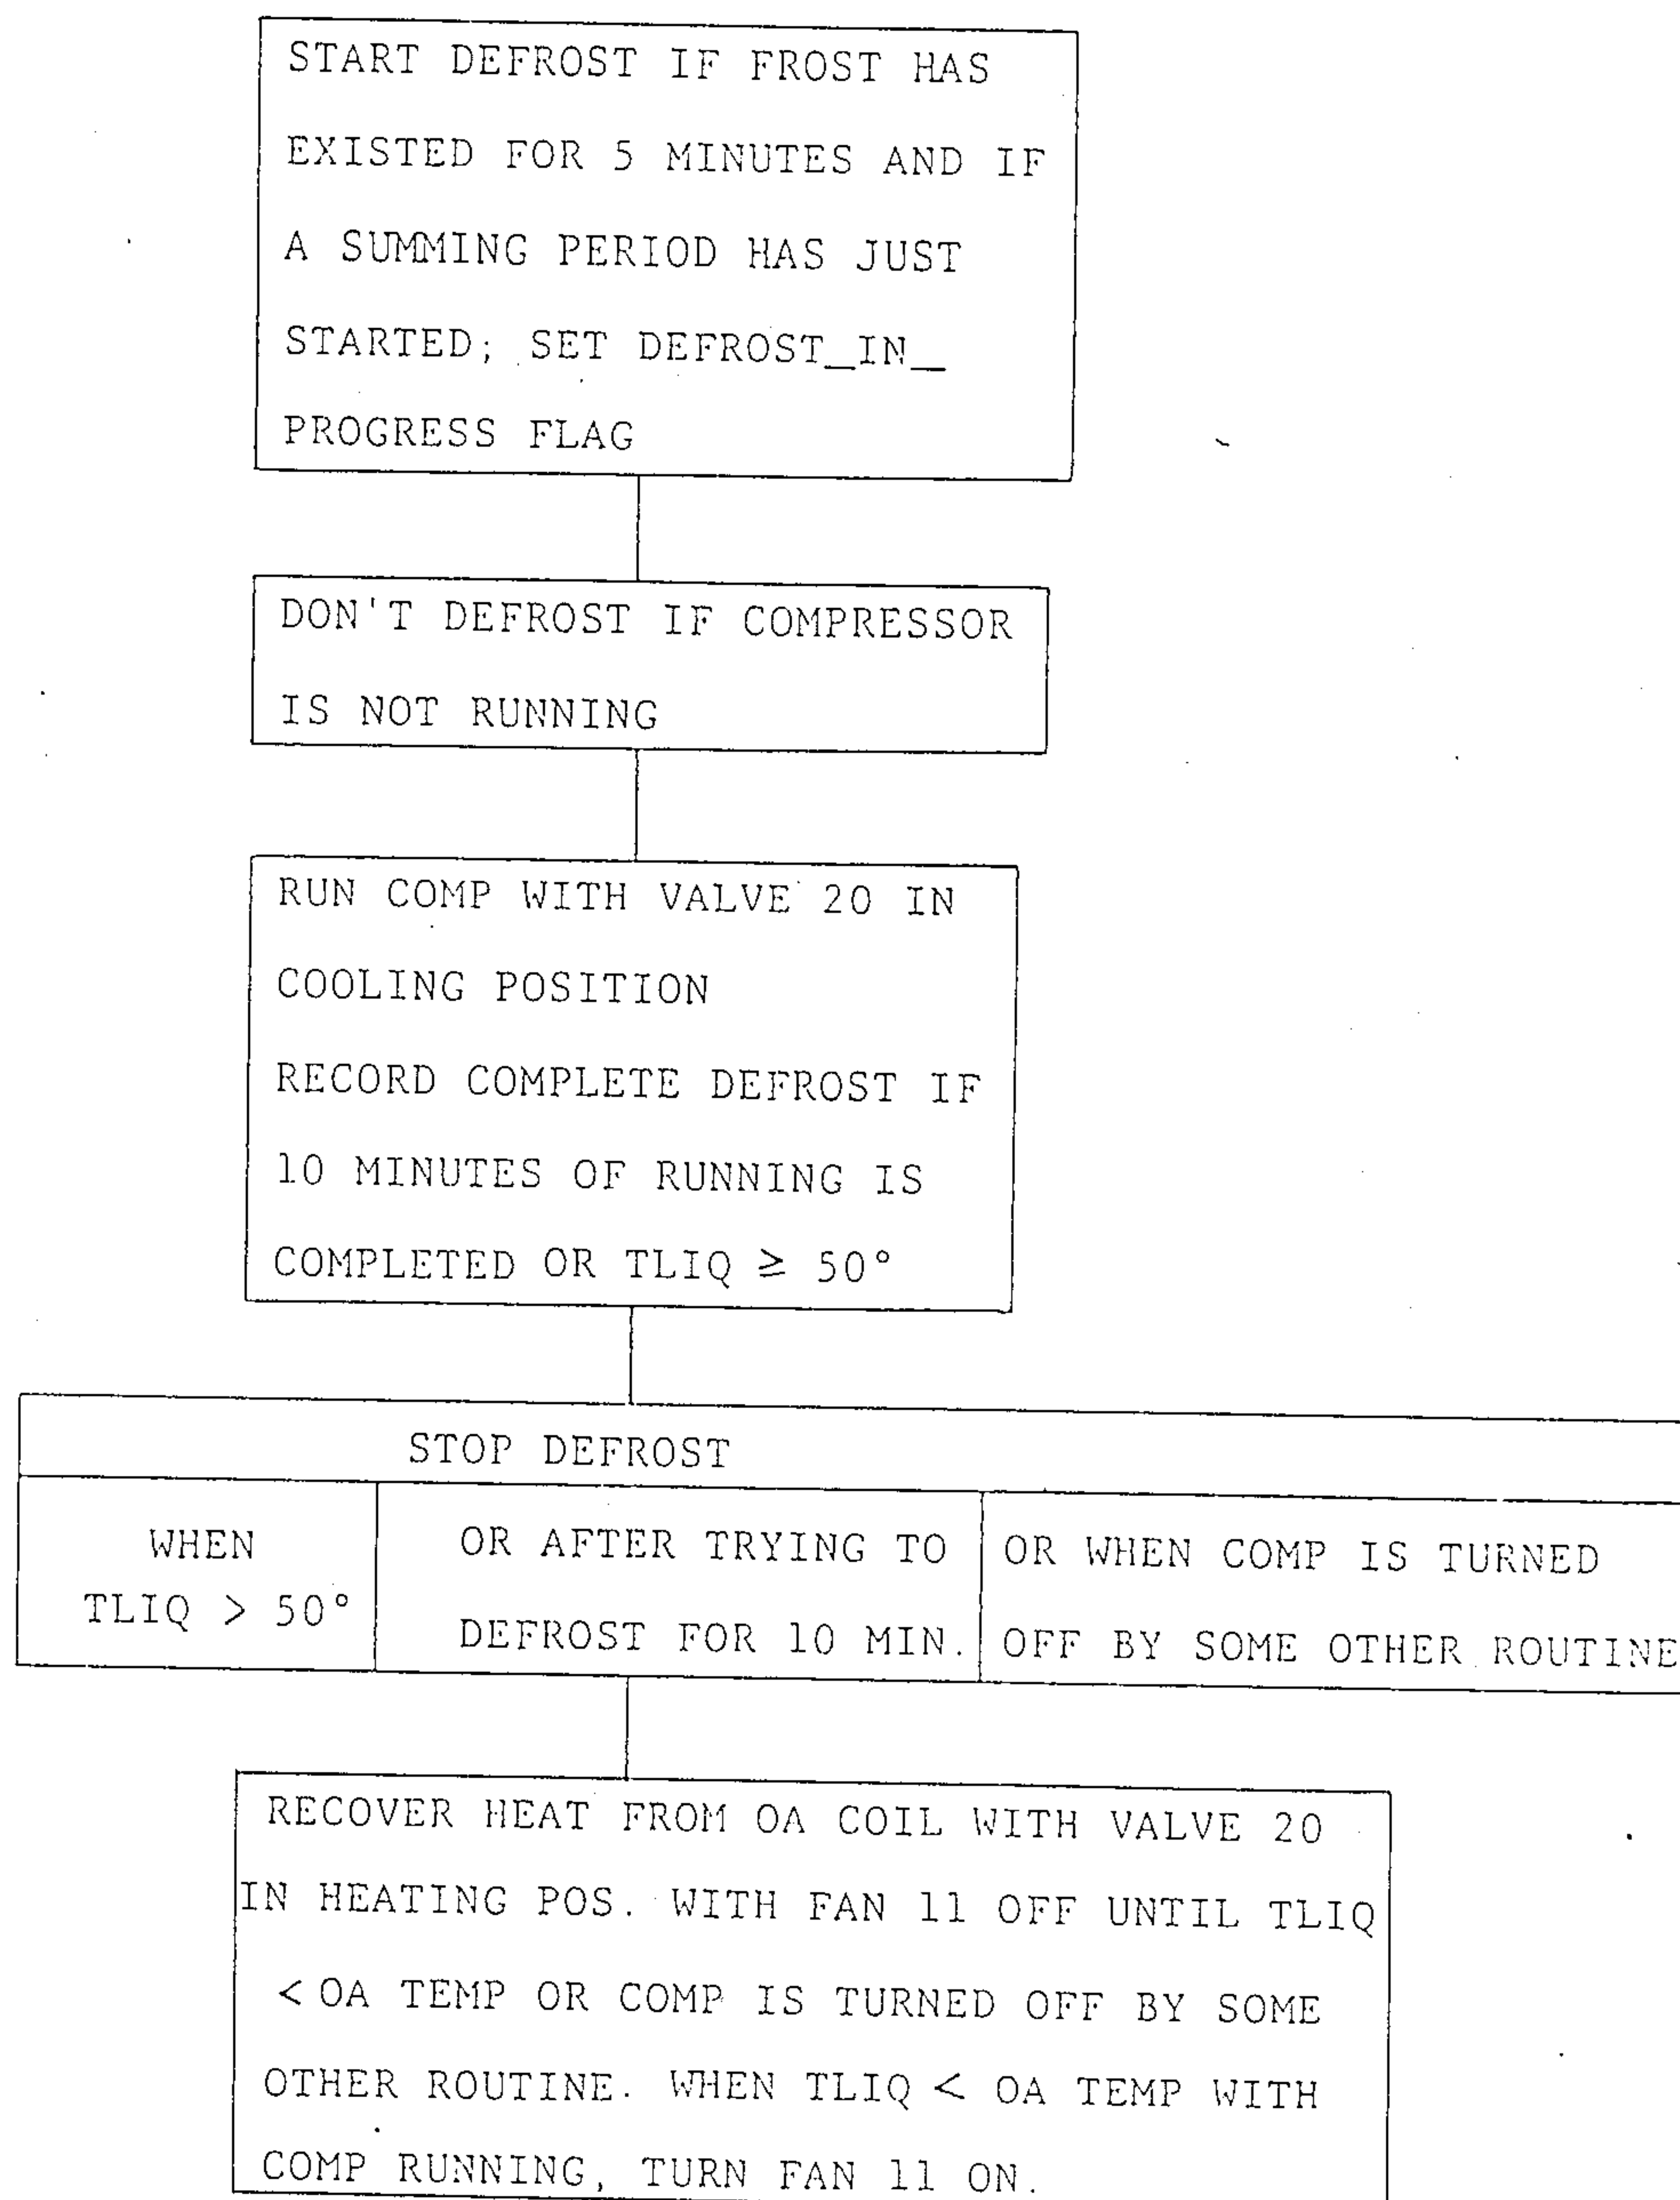 START DEFROST IF FROST HAS
EXISTED FOR 5 MINUTES AND IF
A SUMMING PERIOD HAS JUST
STARTED; SET DEFROST_IN_
PROGRESS FLAG
DON'T DEFROST IF COMPRESSOR
IS NOT RUNNING
RUN COMP WITH VALVE 20 IN
COOLING POSITION
RECORD COMPLETE DEFROST IF
10 MINUTES OF RUNNING IS
COMPLETED OR TLIQ ≥ 50°
STOP DEFROST
WHEN
TLIQ > 50°
OR AFTER TRYING TO
DEFROST FOR 10 MIN.
OR WHEN COMP IS TURNED
OFF BY SOME OTHER ROUTINE
RECOVER HEAT FROM OA COIL WITH VALVE 20
IN HEATING POS. WITH FAN 11 OFF UNTIL TLIQ
< OA TEMP OR COMP IS TURNED OFF BY SOME
OTHER ROUTINE. WHEN TLIQ < OA TEMP WITH
COMP RUNNING, TURN FAN 11 ON.